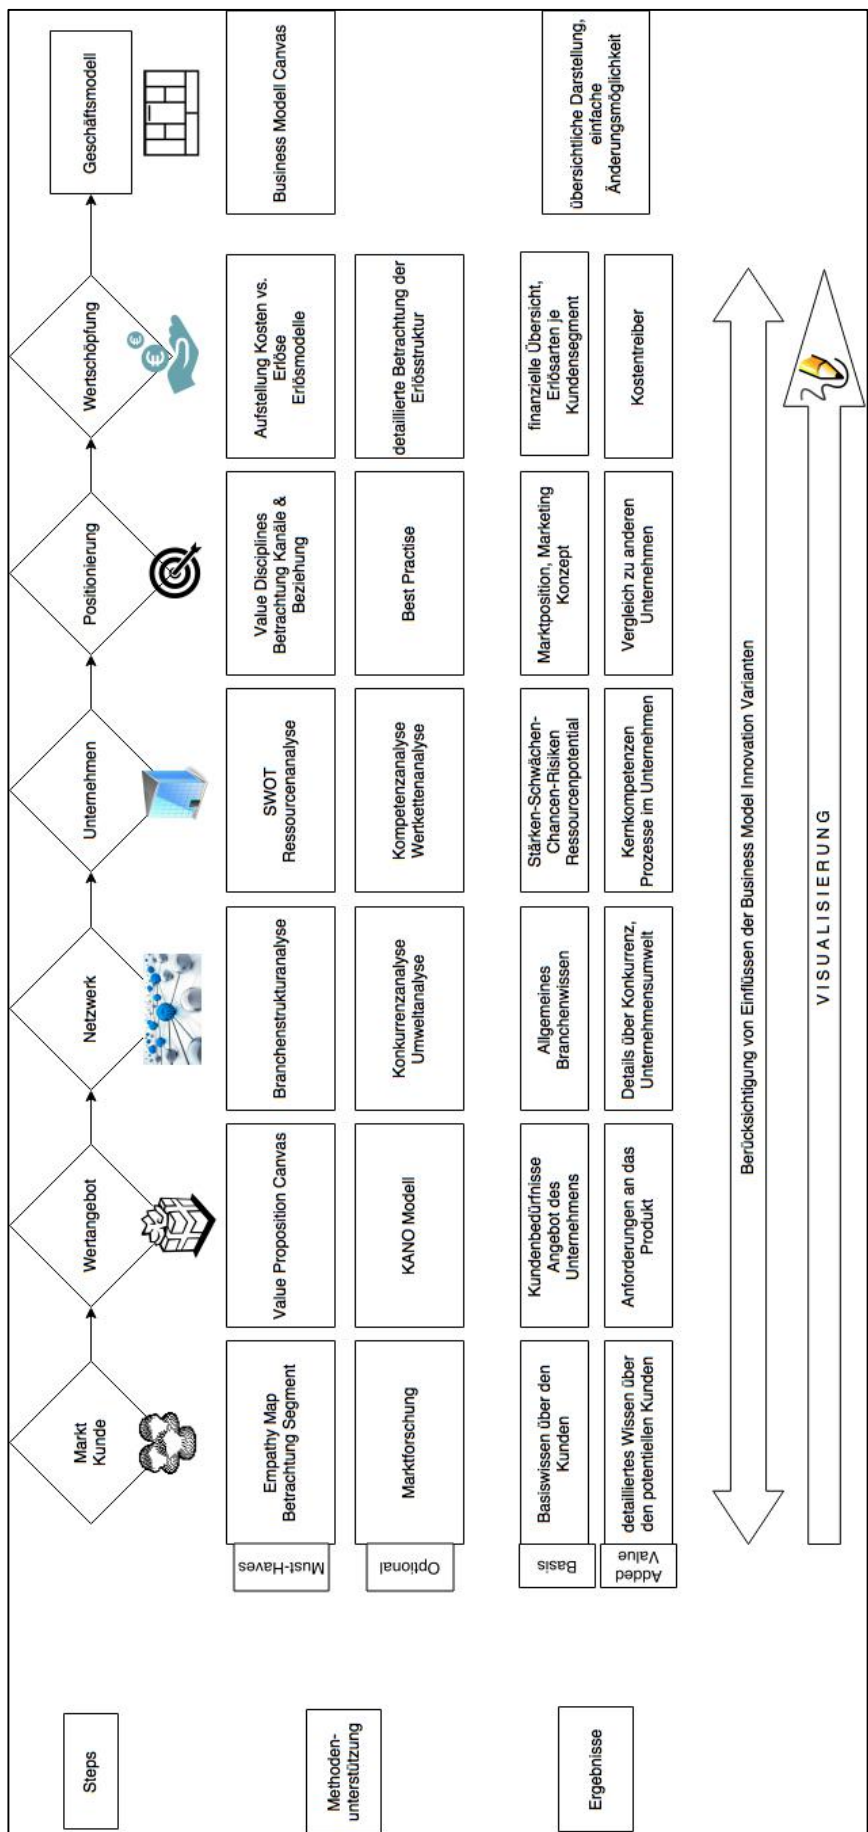 Steps
Markt
Kunde
Wertangebot
Netzwerk
Unternehmen
Positionierung
Wertschöpfung
Geschäftsmodell
Methoden-
unterstützung
Must-Haves
Empathy Map
Betrachtung Segment
Value Proposition Canvas
Branchenstrukturanalyse
SWOT
Ressourcenanalyse
Value Disciplines
Betrachtung Kanäle &
Beziehung
Aufstellung Kosten vs.
Erlöse
Erlösmodelle
Business Modell Canvas
Optional
Marktforschung
KANO Modell
Konkurrenzanalyse
Umweltanalyse
Kompetenzanalyse
Wertkettenanalyse
Best Practise
detaillierte Betrachtung der
Erlösstruktur
Ergebnisse
Basis
Basiswissen über den
Kunden
Kundenbedürfnisse
Angebot des
Unternehmens
Allgemeines
Branchenwissen
Stärken-Schwächen-
Chancen-Risiken
Ressourcenpotential
Marktposition, Marketing
Konzept
finanzielle Übersicht,
Erlösarten je
Kundensegment
übersichtliche Darstellung,
einfache
Änderungsmöglichkeit
Added
Value
detailliertes Wissen über
den potentiellen Kunden
Anforderungen an das
Produkt
Details über Konkurrenz,
Unternehmensumwelt
Kernkompetenzen
Prozesse im Unternehmen
Vergleich zu anderen
Unternehmen
Kostentreiber
Berücksichtigung von Einflüssen der Business Model Innovation Varianten
VISUALISIERUNG